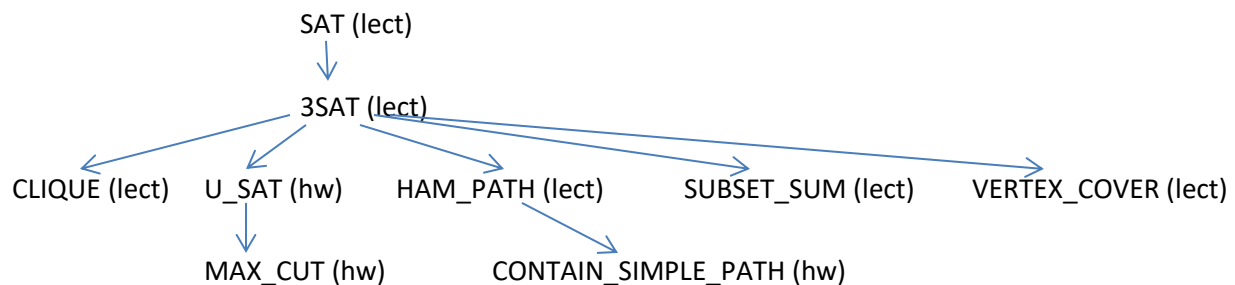 SAT (lect)
3SAT (lect)
CLIQUE (lect) U_SAT (hw) HAM_PATH (lect) SUBSET_SUM (lect) VERTEX_COVER (lect)
MAX_CUT (hw) CONTAIN_SIMPLE_PATH (hw)